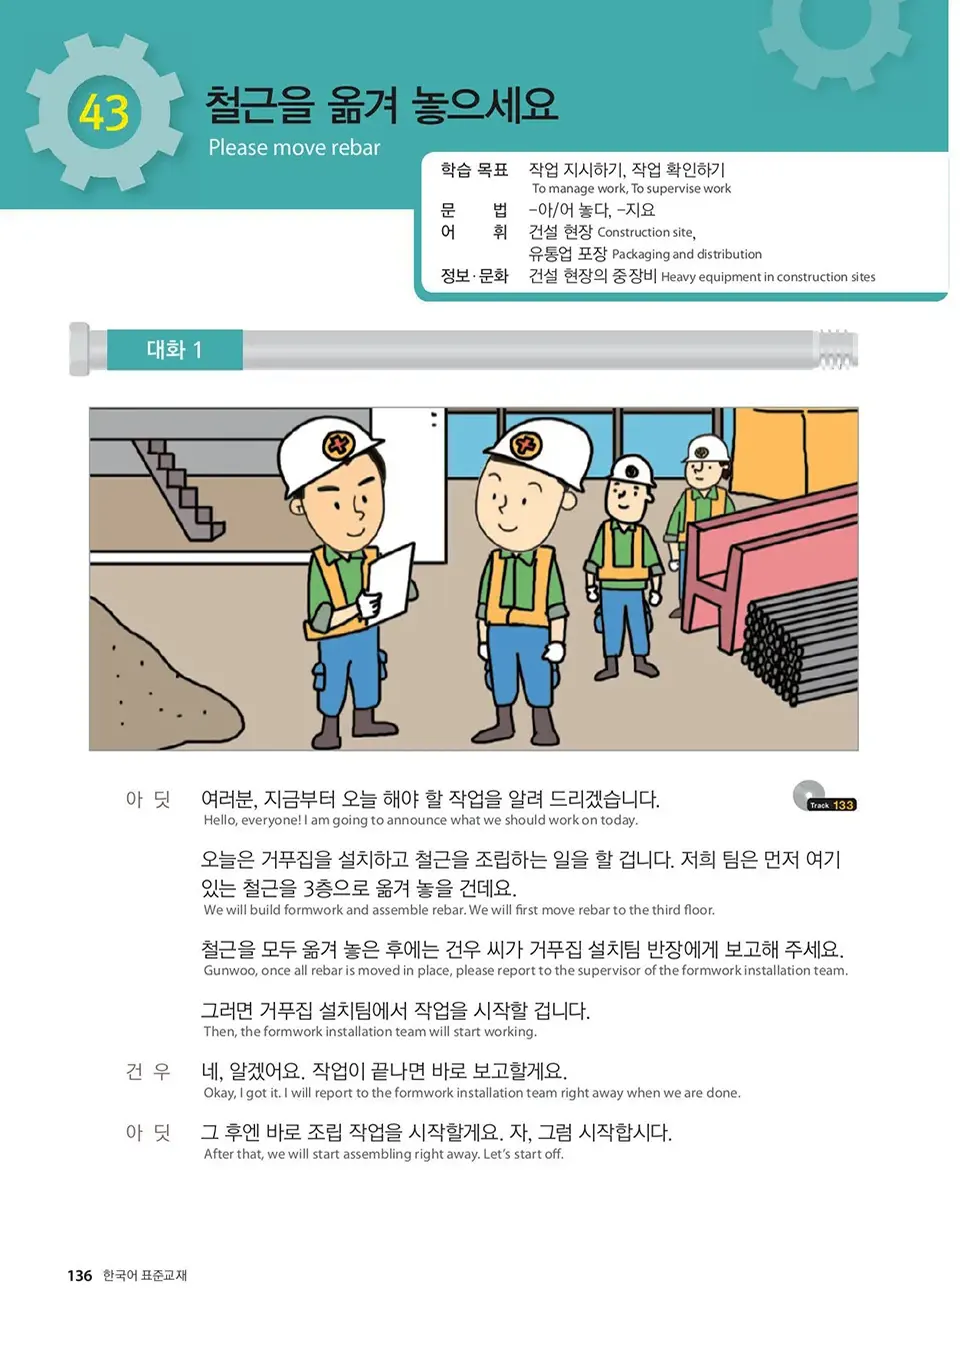 43
철근을 옮겨 놓으세요
Please move rebar
학습 목표 작업 지시하기, 작업 확인하기
To manage work, To supervise work
문 법 -아/어 놓다, -지요
어 휘 건설 현장 Construction site,
유통업 포장 Packaging and distribution
정보·문화 건설 현장의 중장비 Heavy equipment in construction sites
대화 1
아 딧 여러분, 지금부터 오늘 해야 할 작업을 알려 드리겠습니다.
Track 133
Hello, everyone! I am going to announce what we should work on today.
오늘은 거푸집을 설치하고 철근을 조립하는 일을 할 겁니다. 저희 팀은 먼저 여기
있는 철근을 3층으로 옮겨 놓을 건데요.
We will build formwork and assemble rebar. We will first move rebar to the third floor.
철근을 모두 옮겨 놓은 후에는 건우 씨가 거푸집 설치팀 반장에게 보고해 주세요.
Gunwoo, once all rebar is moved in place, please report to the supervisor of the formwork installation team.
그러면 거푸집 설치팀에서 작업을 시작할 겁니다.
Then, the formwork installation team will start working.
건 우 네, 알겠어요. 작업이 끝나면 바로 보고할게요.
Okay, I got it. I will report to the formwork installation team right away when we are done.
아 딧 그 후엔 바로 조립 작업을 시작할게요. 자, 그럼 시작합시다.
After that, we will start assembling right away. Let's start off.
136 한국어 표준교재